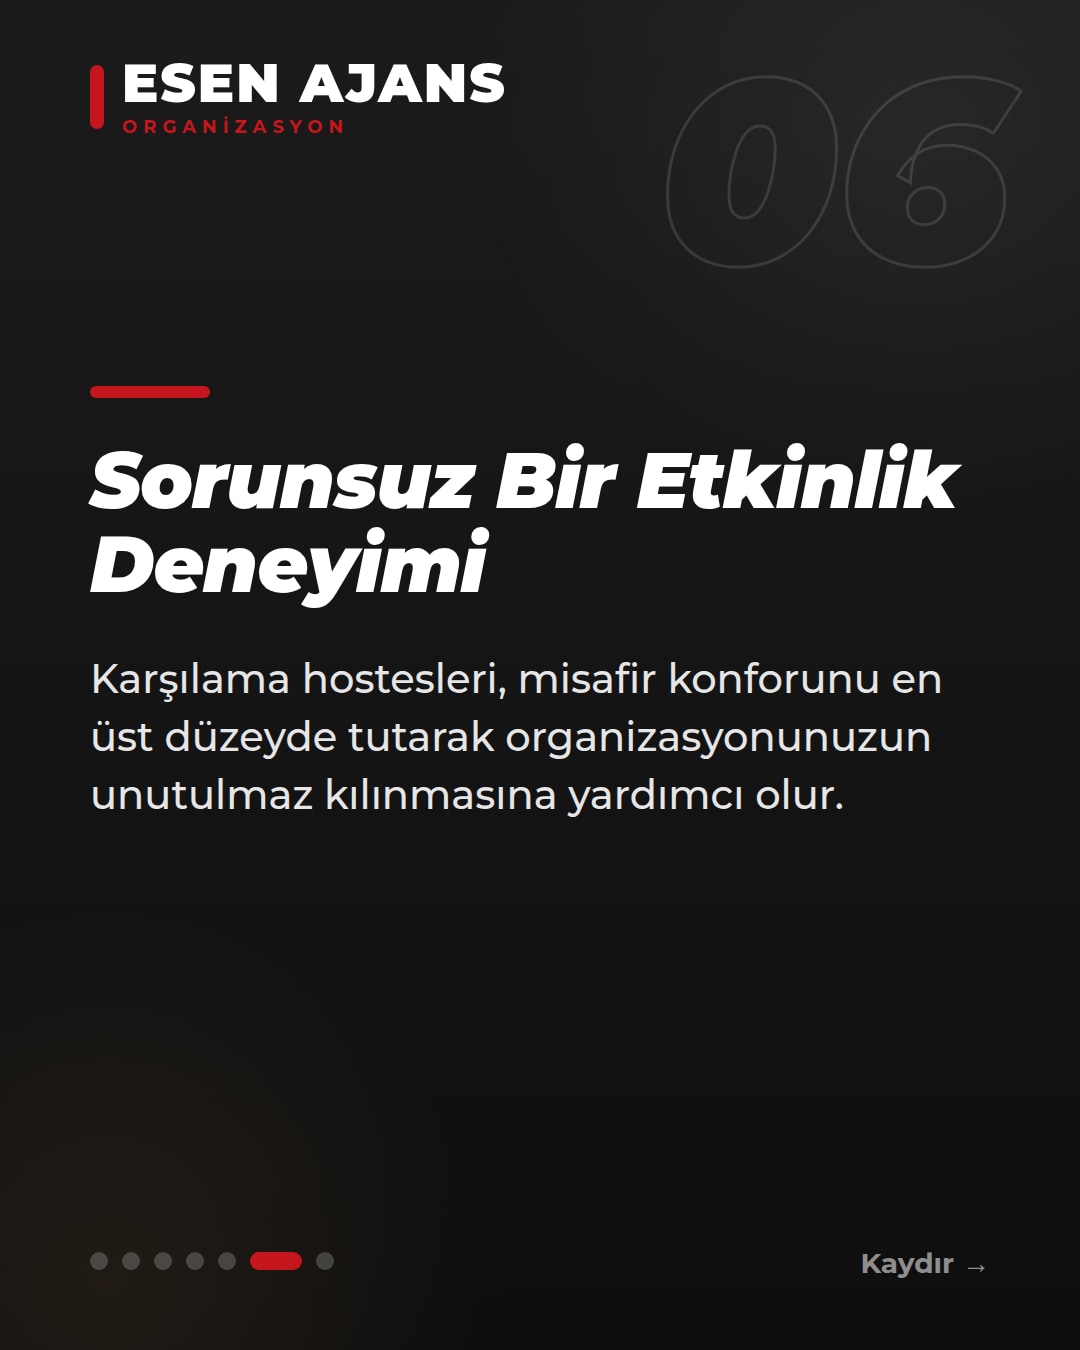 ESEN AJANS
ORGANİZASYON
06
Sorunsuz Bir Etkinlik
Deneyimi
Karşılama hostesleri, misafir konforunu en
üst düzeyde tutarak organizasyonunuzun
unutulmaz kılınmasına yardımcı olur.
Kaydır →